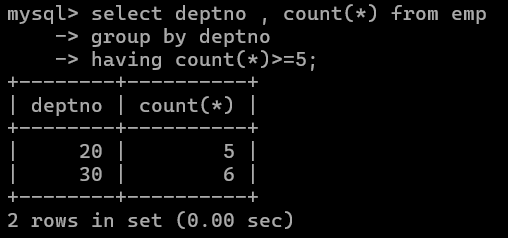 mysql> select deptno , count(*) from emp
    -> group by deptno
    -> having count(*)>=5;
+--------+----------+
| deptno | count(*) |
+--------+----------+
|     20 |        5 |
|     30 |        6 |
+--------+----------+
2 rows in set (0.00 sec)